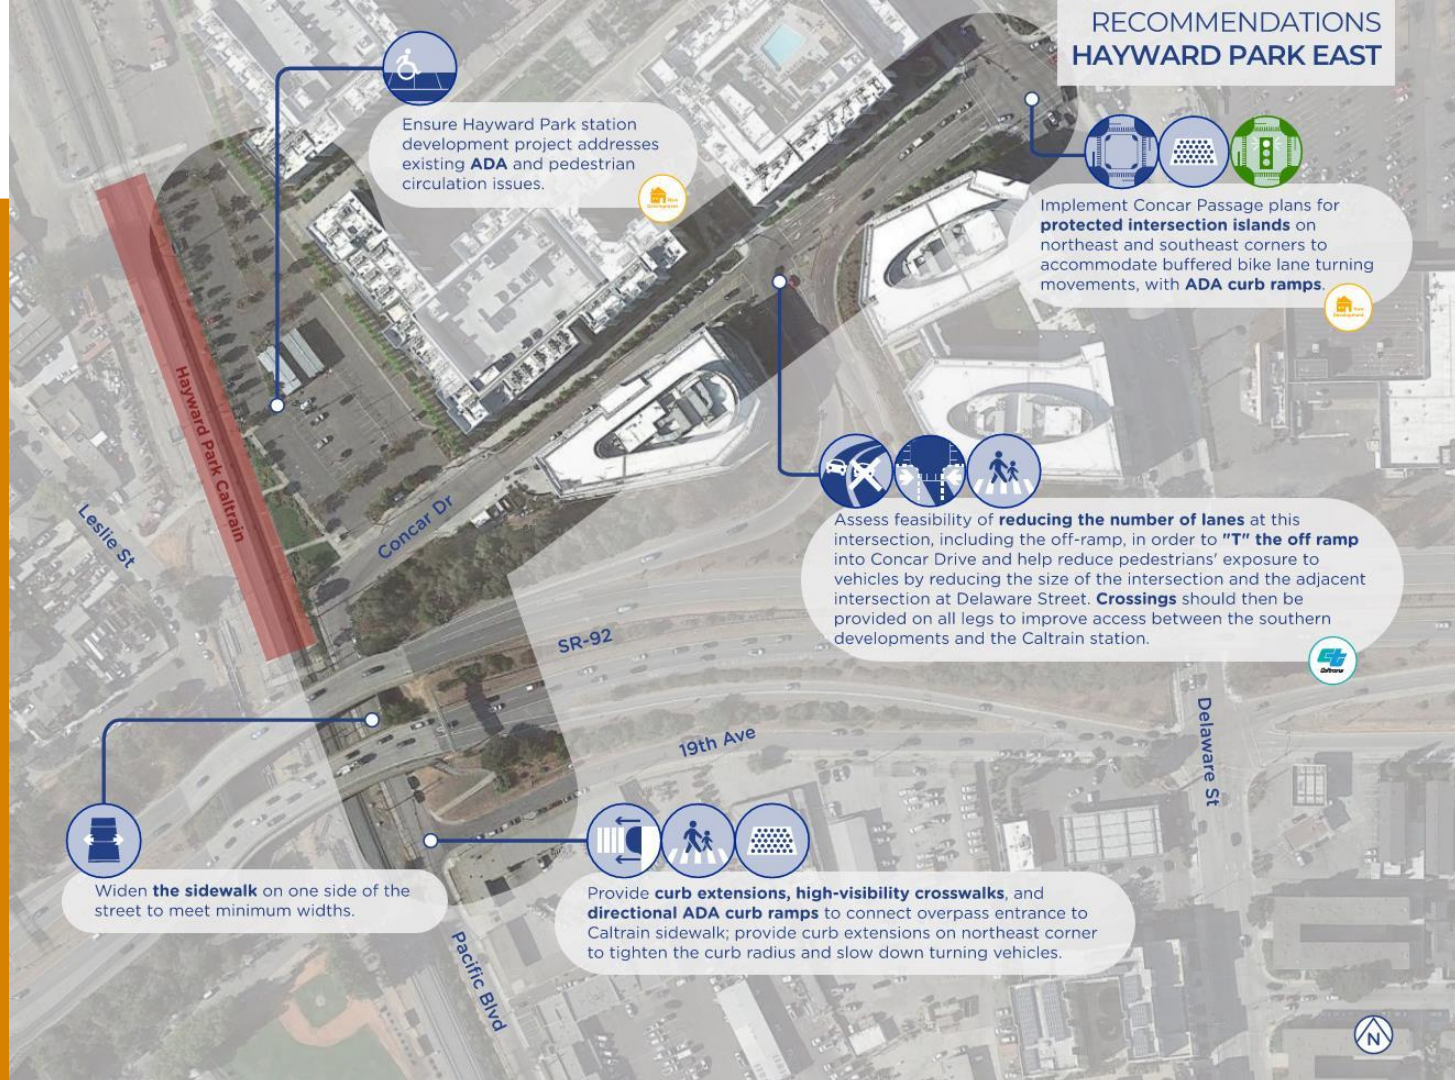 RECOMMENDATIONS
HAYWARD PARK EAST
Ensure Hayward Park station
development project addresses
existing ADA and pedestrian
circulation issues.
New
Development
Implement Concar Passage plans for
protected intersection islands on
northeast and southeast corners to
accommodate buffered bike lane turning
movements, with ADA curb ramps.
New
Development
Hayward Park Caltrain
Leslie St
Concar Dr
Assess feasibility of reducing the number of lanes at this
intersection, including the off-ramp, in order to "T" the off ramp
into Concar Drive and help reduce pedestrians' exposure to
vehicles by reducing the size of the intersection and the adjacent
intersection at Delaware Street. Crossings should then be
provided on all legs to improve access between the southern
developments and the Caltrain station.
Caltrans
SR-92
19th Ave
Delaware St
Widen the sidewalk on one side of the
street to meet minimum widths.
Provide curb extensions, high-visibility crosswalks, and
directional ADA curb ramps to connect overpass entrance to
Caltrain sidewalk; provide curb extensions on northeast corner
to tighten the curb radius and slow down turning vehicles.
Pacific Blvd
N